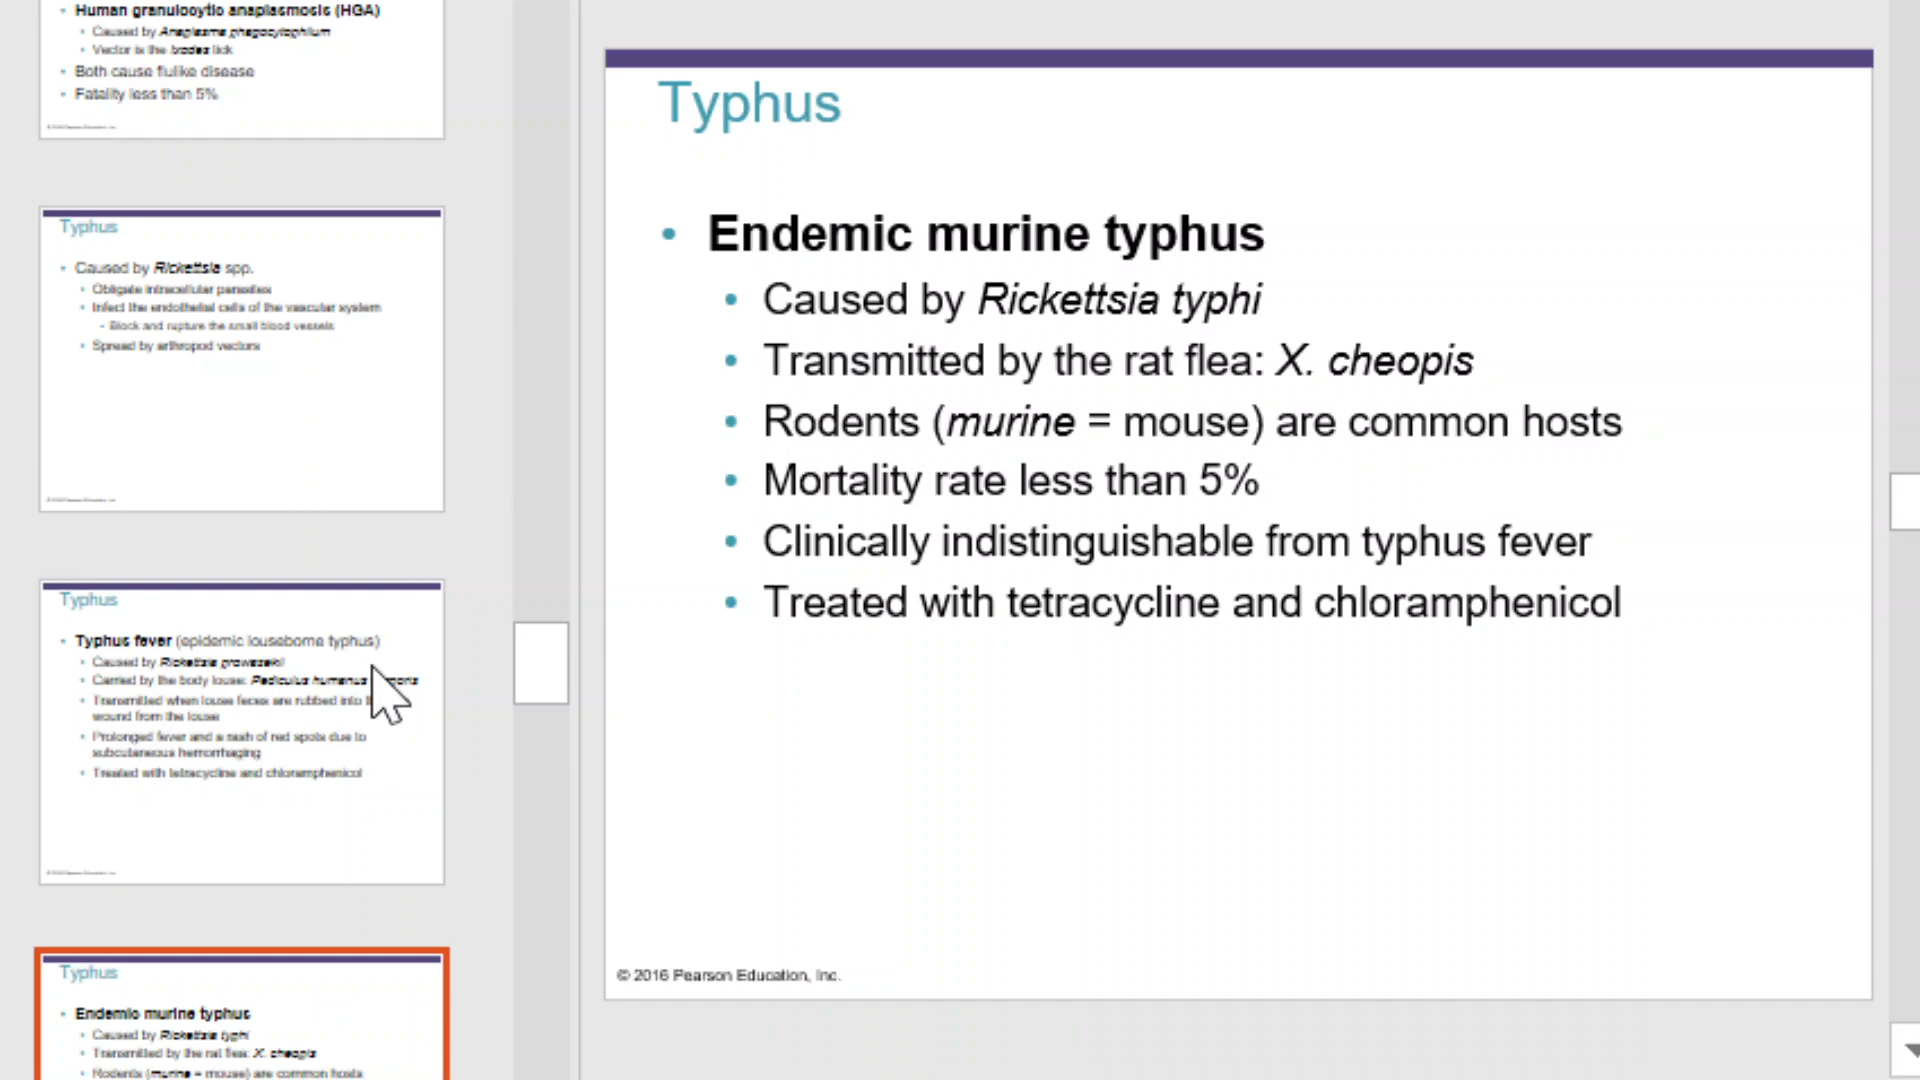 Human granulocytic anaplasmosis (HGA)
Caused by Anaplasma phagocytophilum
Vector is the Ixodes tick
Both cause flulike disease
Fatality less than 5%
Typhus
Caused by Rickettsia spp.
Obligate intracellular parasites
Infect the endothelial cells of the vascular system
Block and rupture the small blood vessels
Spread by arthropod vectors
Typhus
Typhus fever (epidemic louseborne typhus)
Caused by Rickettsia prowazekii
Carried by the body louse: Pediculus humanus
Transmitted when louse feces are rubbed into
wound from the louse
Prolonged fever and a rash of red spots due to
subcutaneous hemorrhaging
Treated with tetracycline and chloramphenicol
Typhus
Endemic murine typhus
Caused by Rickettsia typhi
Transmitted by the rat flea: X. cheopis
Rodents (murine = mouse) are common hosts
Typhus
• Endemic murine typhus
• Caused by Rickettsia typhi
• Transmitted by the rat flea: X. cheopis
• Rodents (murine = mouse) are common hosts
• Mortality rate less than 5%
• Clinically indistinguishable from typhus fever
• Treated with tetracycline and chloramphenicol
© 2016 Pearson Education, Inc.